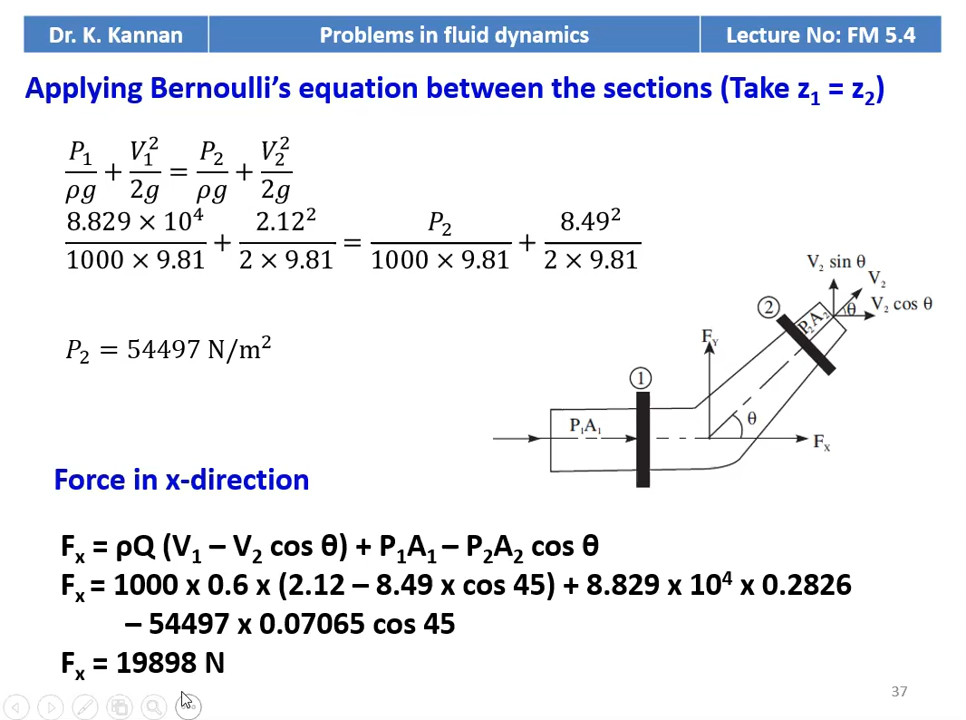 Dr. K. Kannan
Problems in fluid dynamics
Lecture No: FM 5.4
Applying Bernoulli's equation between the sections (Take z₁ = z₂)
P₁/ρg + V₁²/2g = P₂/ρg + V₂²/2g
8.829 × 10⁴/1000 × 9.81 + 2.12²/2 × 9.81 = P₂/1000 × 9.81 + 8.49²/2 × 9.81
P₂ = 54497 N/m²
V₂ sin θ
V₂
V₂ cos θ
θ
②
P₂A₂
F_Y
①
P₁A₁
θ
Fₓ
Force in x-direction
Fₓ = ρQ (V₁ – V₂ cos θ) + P₁A₁ – P₂A₂ cos θ
Fₓ = 1000 x 0.6 x (2.12 – 8.49 x cos 45) + 8.829 x 10⁴ x 0.2826
– 54497 x 0.07065 cos 45
Fₓ = 19898 N
37